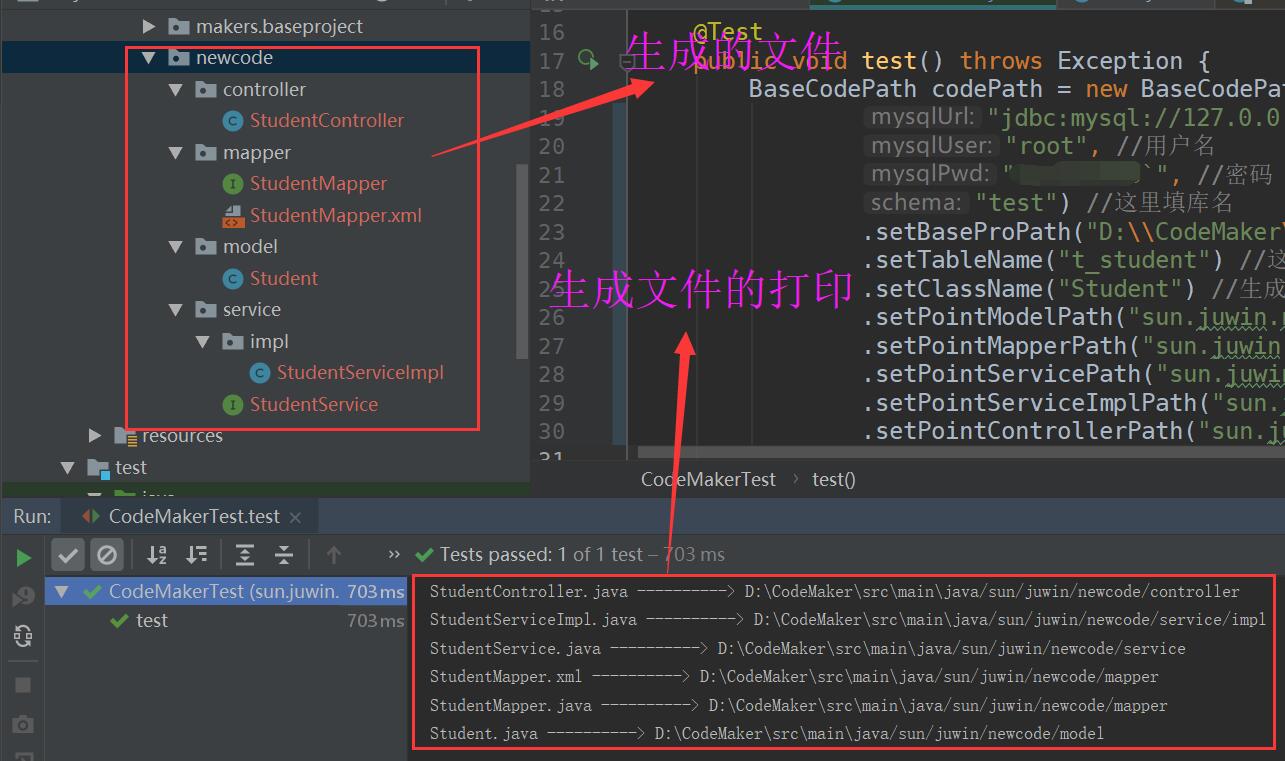 makers.baseproject
newcode
controller
StudentController
mapper
StudentMapper
StudentMapper.xml
model
Student
service
impl
StudentServiceImpl
StudentService
resources
test
java
生成的文件
生成文件的打印
16 @Test
17 public void test() throws Exception {
18 BaseCodePath codePath = new BaseCodePat
19 mysqlUrl: "jdbc:mysql://127.0.0
20 mysqlUser: "root", //用户名
21 mysqlPwd: " `", //密码
22 schema: "test") //这里填库名
23 .setBaseProPath("D:\\CodeMaker\
24 .setTableName("t_student") //这
25 .setClassName("Student") //生成
26 .setPointModelPath("sun.juwin.
27 .setPointMapperPath("sun.juwin
28 .setPointServicePath("sun.juwin
29 .setPointServiceImplPath("sun.
30 .setPointControllerPath("sun.ju
31
CodeMakerTest › test()
Run: CodeMakerTest.test ×
» Tests passed: 1 of 1 test – 703 ms
CodeMakerTest (sun.juwin. 703 ms
test 703 ms
StudentController.java ----------> D:\CodeMaker\src\main\java/sun/juwin/newcode/controller
StudentServiceImpl.java ----------> D:\CodeMaker\src\main\java/sun/juwin/newcode/service/impl
StudentService.java ----------> D:\CodeMaker\src\main\java/sun/juwin/newcode/service
StudentMapper.xml ----------> D:\CodeMaker\src\main\java/sun/juwin/newcode/mapper
StudentMapper.java ----------> D:\CodeMaker\src\main\java/sun/juwin/newcode/mapper
Student.java ----------> D:\CodeMaker\src\main\java/sun/juwin/newcode/model